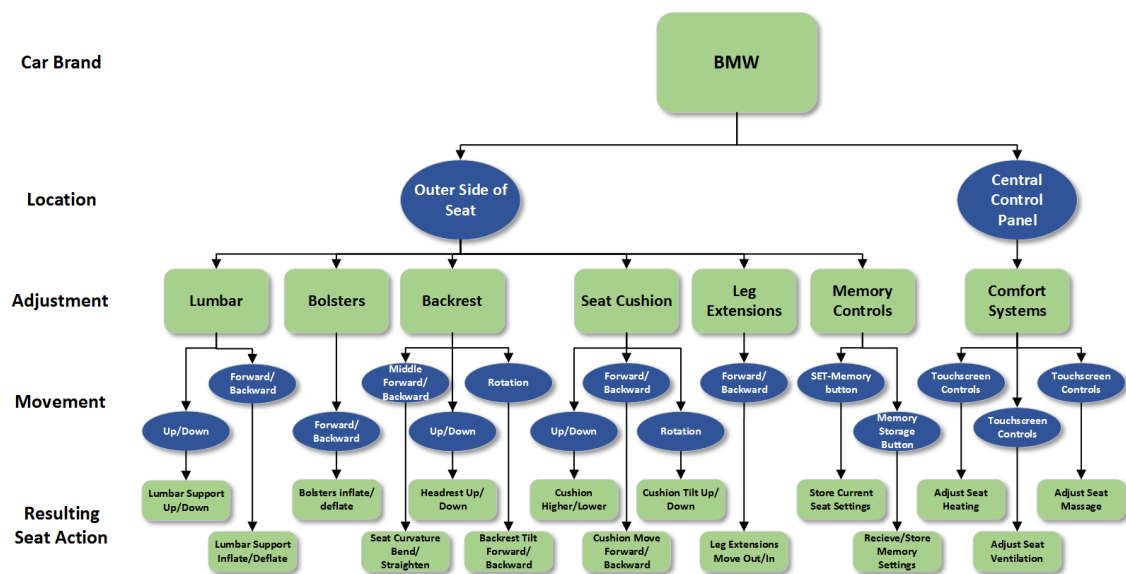 Car Brand
BMW
Location
Outer Side of
Seat
Central
Control
Panel
Adjustment
Lumbar
Bolsters
Backrest
Seat Cushion
Leg
Extensions
Memory
Controls
Comfort
Systems
Movement
Up/Down
Forward/
Backward
Forward/
Backward
Middle
Forward/
Backward
Up/Down
Rotation
Up/Down
Forward/
Backward
Rotation
Forward/
Backward
SET-Memory
button
Memory
Storage
Button
Touchscreen
Controls
Touchscreen
Controls
Touchscreen
Controls
Resulting
Seat Action
Lumbar Support
Up/Down
Lumbar Support
Inflate/Deflate
Bolsters inflate/
deflate
Seat Curvature
Bend/
Straighten
Headrest Up/
Down
Backrest Tilt
Forward/
Backward
Cushion
Higher/Lower
Cushion Move
Forward/
Backward
Cushion Tilt Up/
Down
Leg Extensions
Move Out/In
Store Current
Seat Settings
Recieve/Store
Memory
Settings
Adjust Seat
Heating
Adjust Seat
Ventilation
Adjust Seat
Massage